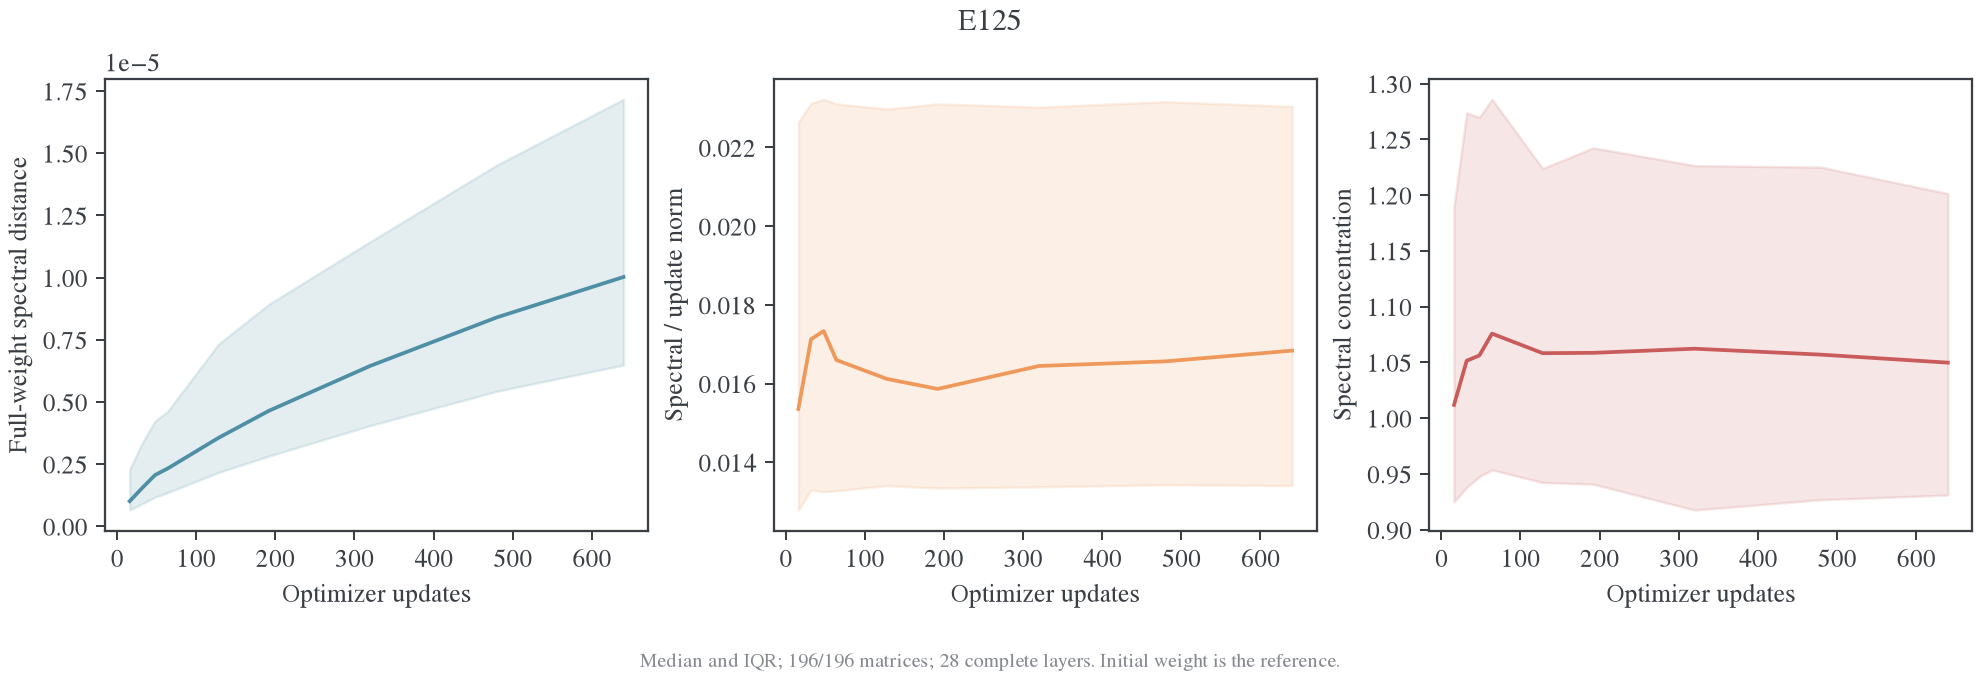 E125
1e−5
Full-weight spectral distance
1.75
1.50
1.25
1.00
0.75
0.50
0.25
0.00
0 100 200 300 400 500 600
Optimizer updates
Spectral / update norm
0.022
0.020
0.018
0.016
0.014
0 100 200 300 400 500 600
Optimizer updates
Spectral concentration
1.30
1.25
1.20
1.15
1.10
1.05
1.00
0.95
0.90
0 100 200 300 400 500 600
Optimizer updates
Median and IQR; 196/196 matrices; 28 complete layers. Initial weight is the reference.